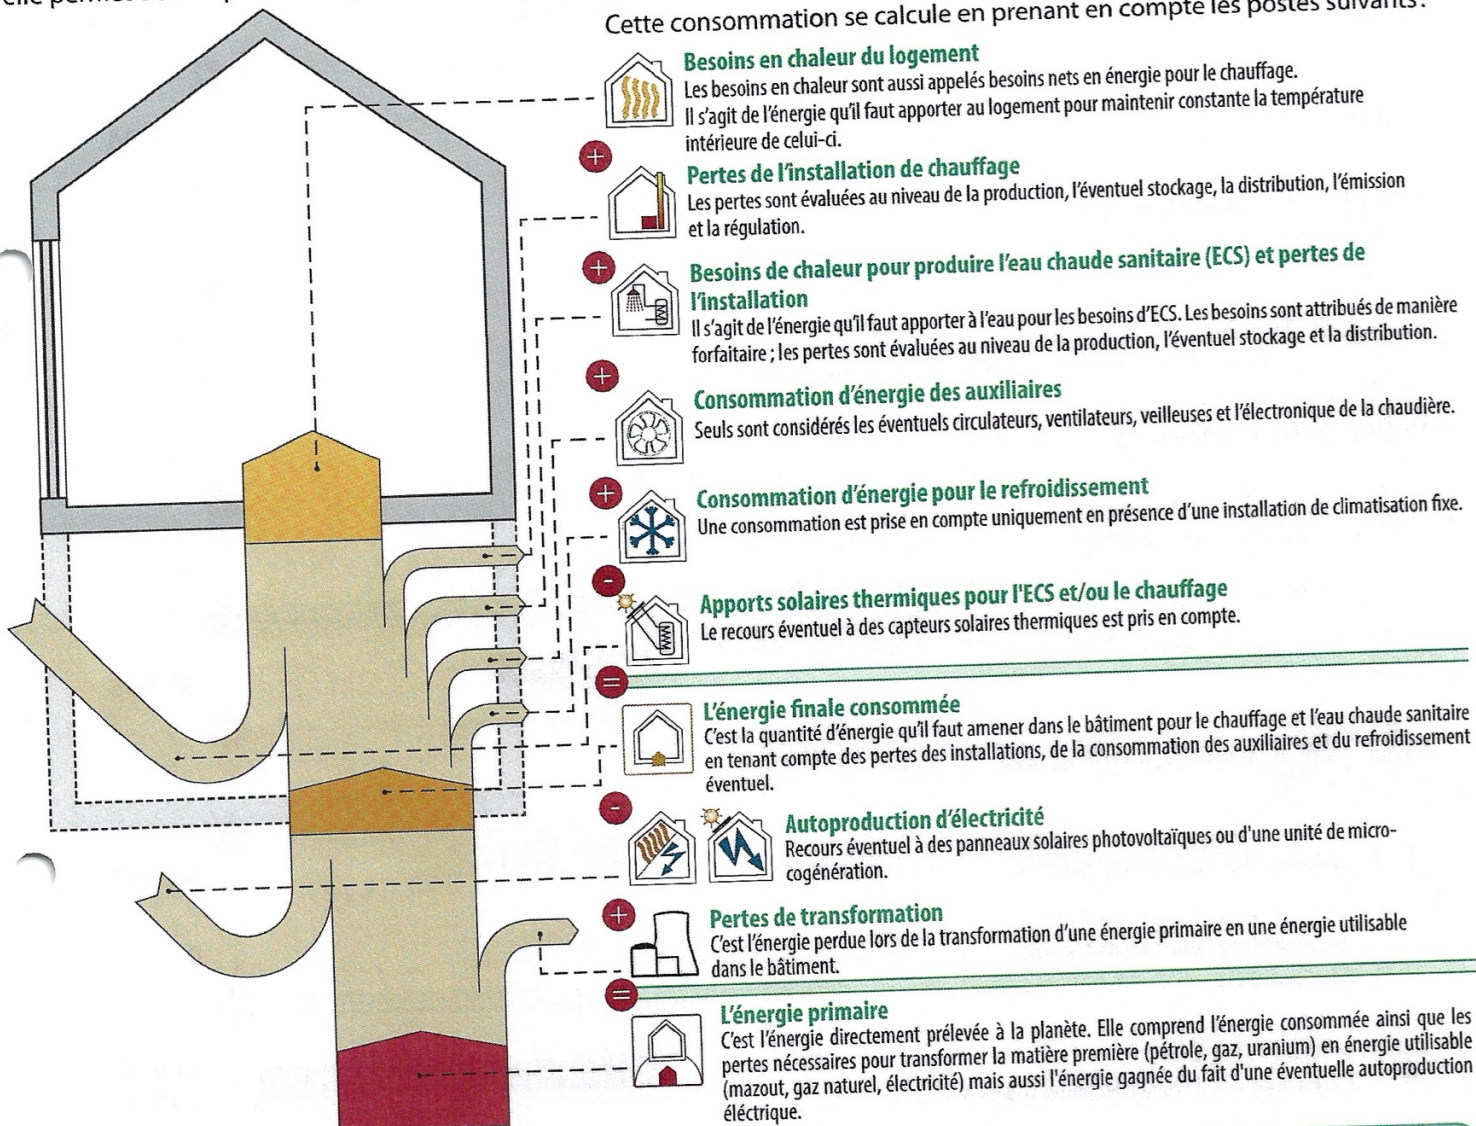 elle permet
Cette consommation se calcule en prenant en compte les postes suivants:
Besoins en chaleur du logement
Les besoins en chaleur sont aussi appelés besoins nets en énergie pour le chauffage.
Il s'agit de l'énergie qu'il faut apporter au logement pour maintenir constante la température
intérieure de celui-ci.
+
Pertes de l'installation de chauffage
Les pertes sont évaluées au niveau de la production, l'éventuel stockage, la distribution, l'émission
et la régulation.
+
Besoins de chaleur pour produire l'eau chaude sanitaire (ECS) et pertes de
l'installation
Il s'agit de l'énergie qu'il faut apporter à l'eau pour les besoins d'ECS. Les besoins sont attribués de manière
forfaitaire ; les pertes sont évaluées au niveau de la production, l'éventuel stockage et la distribution.
+
Consommation d'énergie des auxiliaires
Seuls sont considérés les éventuels circulateurs, ventilateurs, veilleuses et l'électronique de la chaudière.
+
Consommation d'énergie pour le refroidissement
Une consommation est prise en compte uniquement en présence d'une installation de climatisation fixe.
-
Apports solaires thermiques pour l'ECS et/ou le chauffage
Le recours éventuel à des capteurs solaires thermiques est pris en compte.
=
L'énergie finale consommée
C'est la quantité d'énergie qu'il faut amener dans le bâtiment pour le chauffage et l'eau chaude sanitaire
en tenant compte des pertes des installations, de la consommation des auxiliaires et du refroidissement
éventuel.
-
Autoproduction d'électricité
Recours éventuel à des panneaux solaires photovoltaïques ou d'une unité de micro-
cogénération.
+
Pertes de transformation
C'est l'énergie perdue lors de la transformation d'une énergie primaire en une énergie utilisable
dans le bâtiment.
=
L'énergie primaire
C'est l'énergie directement prélevée à la planète. Elle comprend l'énergie consommée ainsi que les
pertes nécessaires pour transformer la matière première (pétrole, gaz, uranium) en énergie utilisable
(mazout, gaz naturel, électricité) mais aussi l'énergie gagnée du fait d'une éventuelle autoproduction
éléctrique.